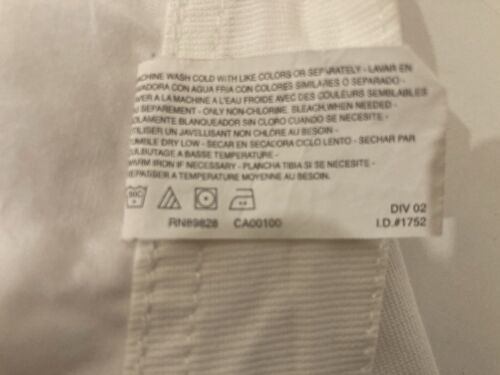 MACHINE WASH COLD WITH LIKE COLORS OR SEPARATELY - LAVAR EN
LAVADORA CON AGUA FRIA CON COLORES SIMILARES O SEPARADO -
LAVER A LA MACHINE A L'EAU FROIDE AVEC DES COULEURS SEMBLABLES
SEPAREMENT - ONLY NON-CHLORINE, BLEACH, WHEN NEEDED -
SOLAMENTE BLANQUEADOR SIN CLORO CUANDO SE NECESITE -
UTILISER UN JAVELLISANT NON CHLORE AU BESOIN -
TUMBLE DRY LOW - SECAR EN SECADORA CICLO LENTO - SECHAR PAR
CULBUTAGE A BASSE TEMPERATURE -
WARM IRON IF NECESSARY - PLANCHA TIBIA SI SE NECESITE -
REPASSER A TEMPERATURE MOYENNE AU BESOIN.
RN89828 CA00100
DIV 02
I.D.#1752